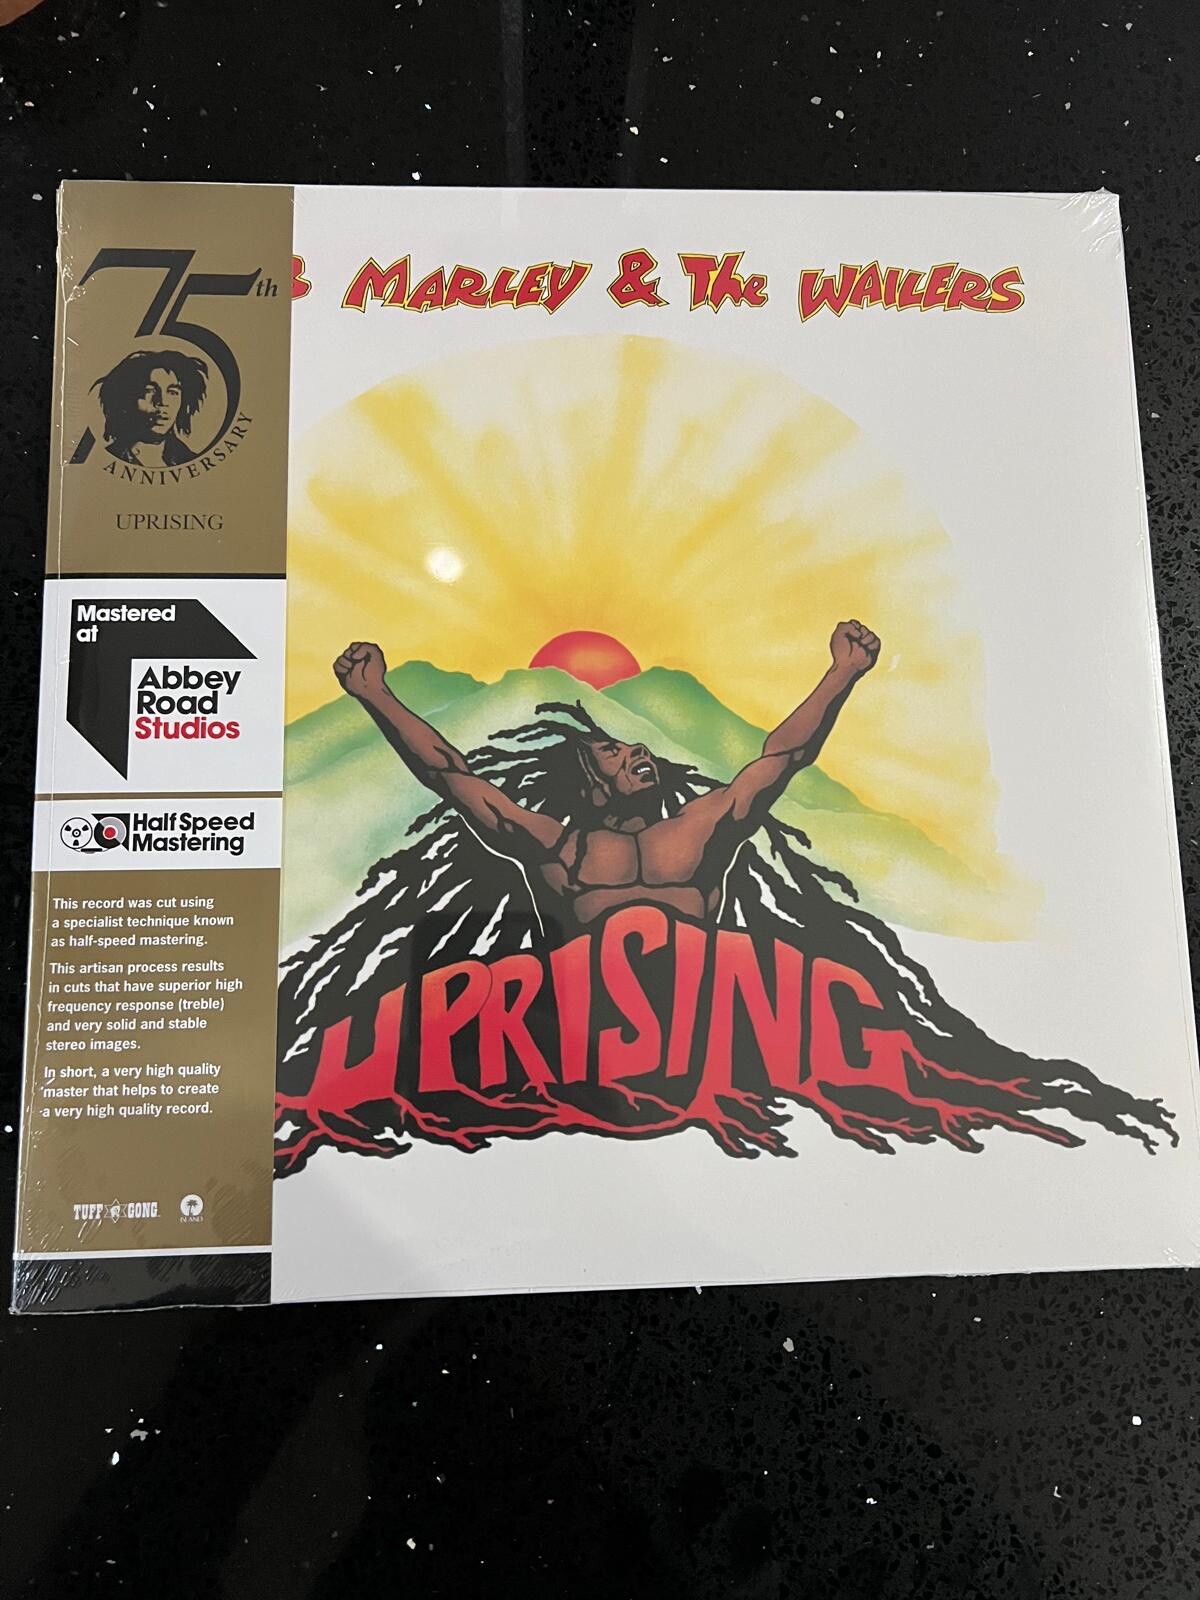 75th
ANNIVERSARY
UPRISING
Mastered
at
Abbey
Road
Studios
Half Speed
Mastering
This record was cut using
a specialist technique known
as half-speed mastering.
This artisan process results
in cuts that have superior high
frequency response (treble)
and very solid and stable
stereo images.
In short, a very high quality
master that helps to create
a very high quality record.
TUFF GONG
ISLAND
B MARLEY & The WAILERS
UPRISING